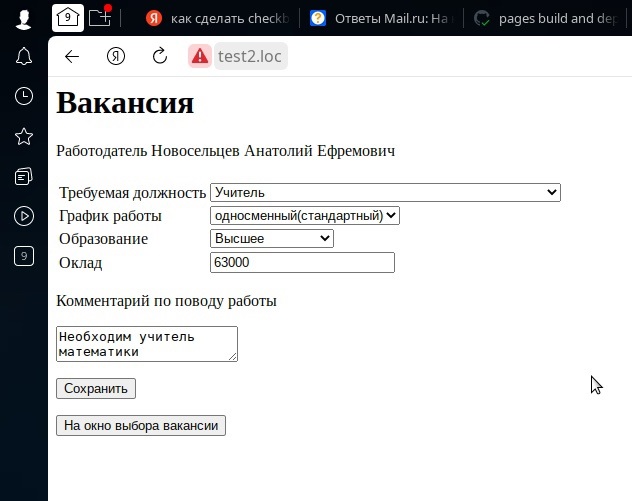 9
Я как сделать checkb
? Ответы Mail.ru: На
pages build and dep
Я
test2.loc
9
Вакансия
Работодатель Новосельцев Анатолий Ефремович
Требуемая должность Учитель
График работы односменный(стандартный)
Образование Высшее
Оклад 63000
Комментарий по поводу работы
Необходим учитель
математики
Сохранить
На окно выбора вакансии